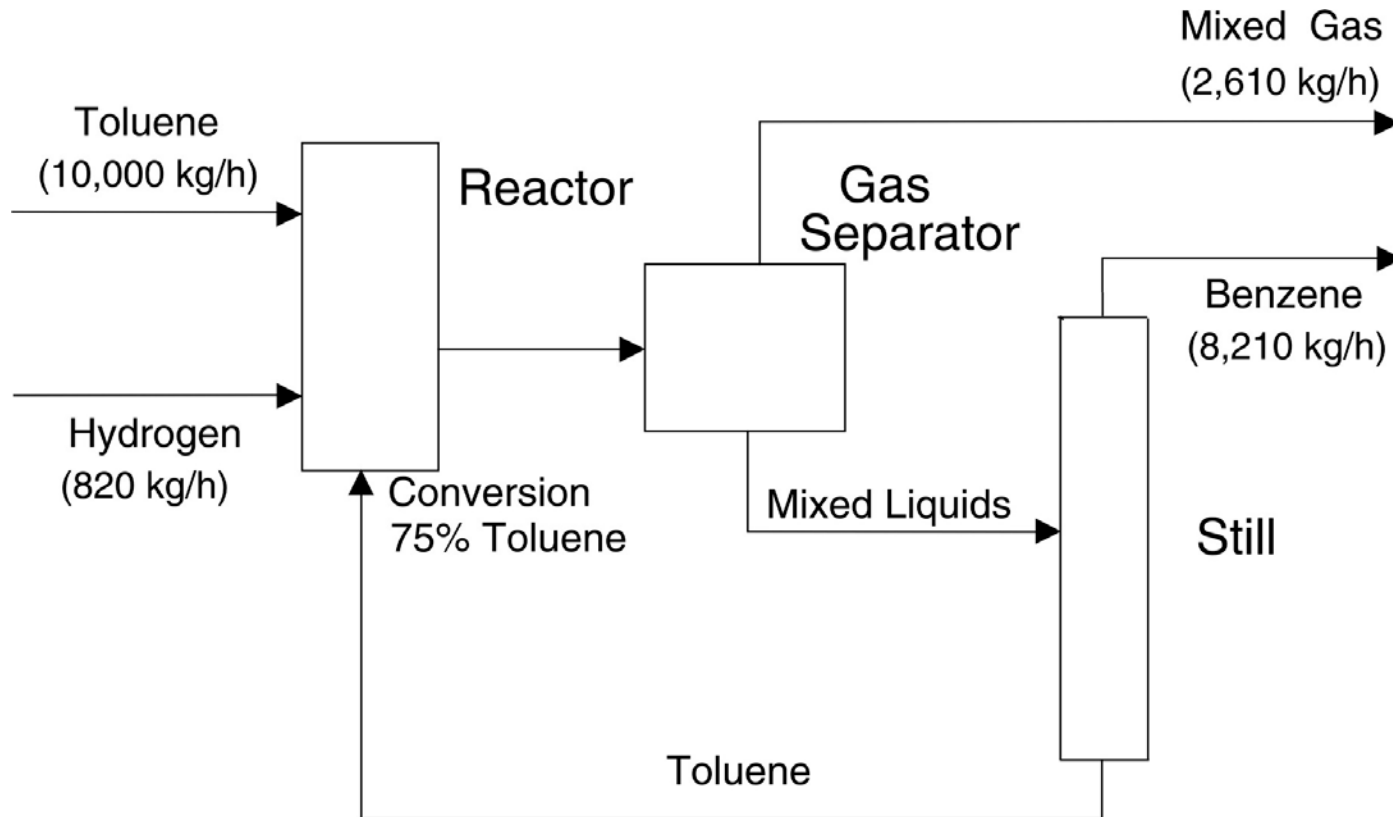 Mixed Gas
(2,610 kg/h)
Toluene
(10,000 kg/h)
Reactor
Gas
Separator
Benzene
(8,210 kg/h)
Hydrogen
(820 kg/h)
Conversion
75% Toluene
Mixed Liquids
Still
Toluene